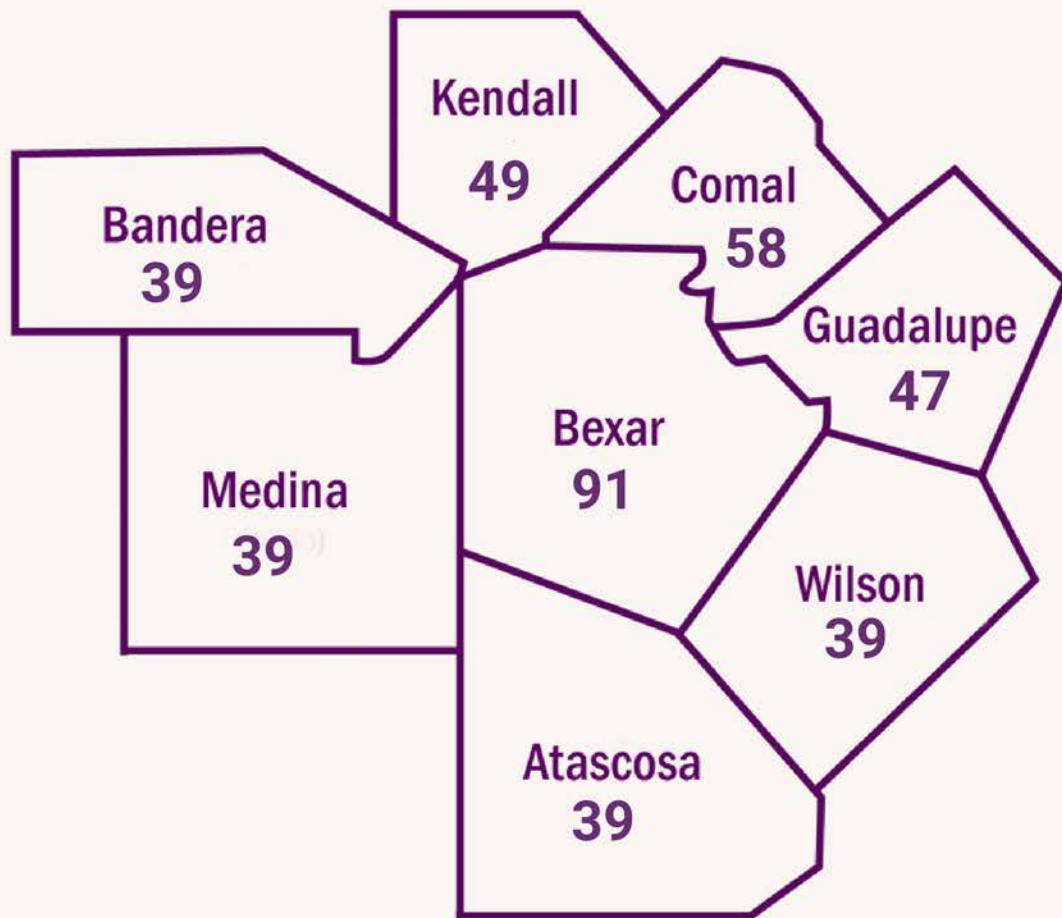 Kendall
49
Comal
58
Bandera
39
Guadalupe
47
Bexar
91
Medina
39
Wilson
39
Atascosa
39